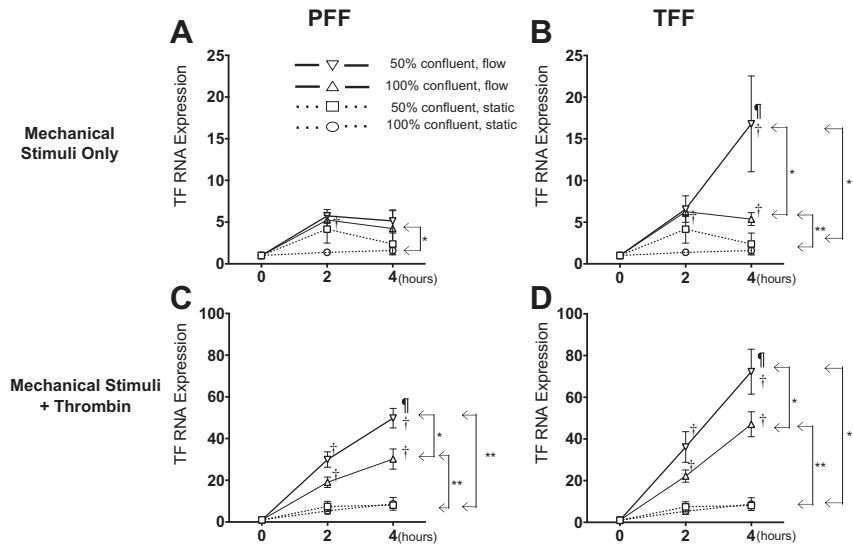 PFF
TFF
A
B
Mechanical
Stimuli Only
TF RNA Expression
25
20
15
10
5
0
50% confluent, flow
100% confluent, flow
50% confluent, static
100% confluent, static
†
*
0
2
4 (hours)
TF RNA Expression
25
20
15
10
5
0
¶
†
†
†
*
**
*
0
2
4 (hours)
C
D
Mechanical Stimuli
+ Thrombin
TF RNA Expression
100
80
60
40
20
0
¶
†
†
†
†
*
**
**
0
2
4 (hours)
TF RNA Expression
100
80
60
40
20
0
¶
†
†
†
†
*
**
*
0
2
4 (hours)